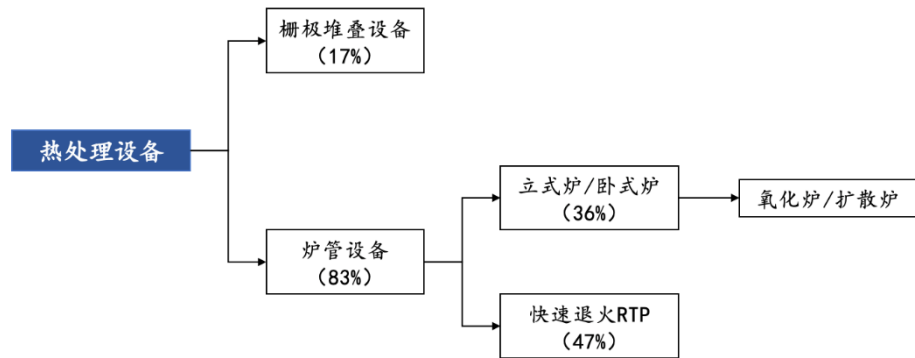 栅极堆叠设备
（17%）
热处理设备
立式炉/卧式炉
（36%）
氧化炉/扩散炉
炉管设备
（83%）
快速退火RTP
（47%）